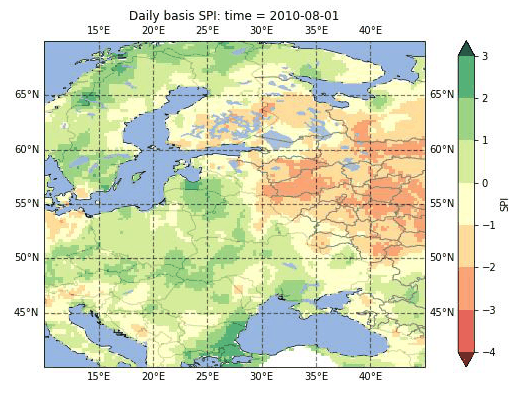 Daily basis SPI: time = 2010-08-01
15°E 20°E 25°E 30°E 35°E 40°E
65°N 65°N
60°N 60°N
55°N 55°N
50°N 50°N
45°N 45°N
15°E 20°E 25°E 30°E 35°E 40°E
3
2
1
0
−1
−2
−3
−4
SPI